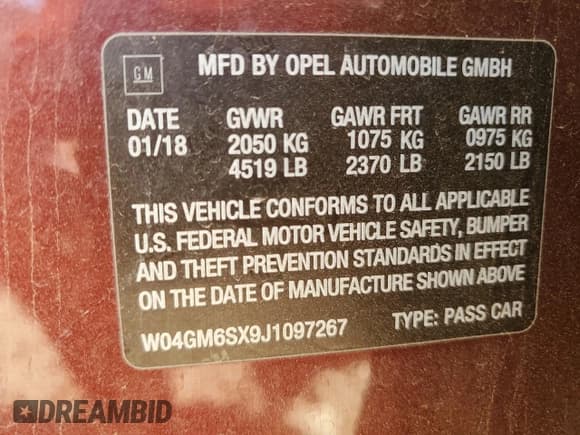 GM
MFD BY OPEL AUTOMOBILE GMBH
DATE GVWR GAWR FRT GAWR RR
01/18 2050 KG 1075 KG 0975 KG
4519 LB 2370 LB 2150 LB
THIS VEHICLE CONFORMS TO ALL APPLICABLE
U.S. FEDERAL MOTOR VEHICLE SAFETY, BUMPER
AND THEFT PREVENTION STANDARDS IN EFFECT
ON THE DATE OF MANUFACTURE SHOWN ABOVE
W04GM6SX9J1097267 TYPE: PASS CAR
DREAMBID